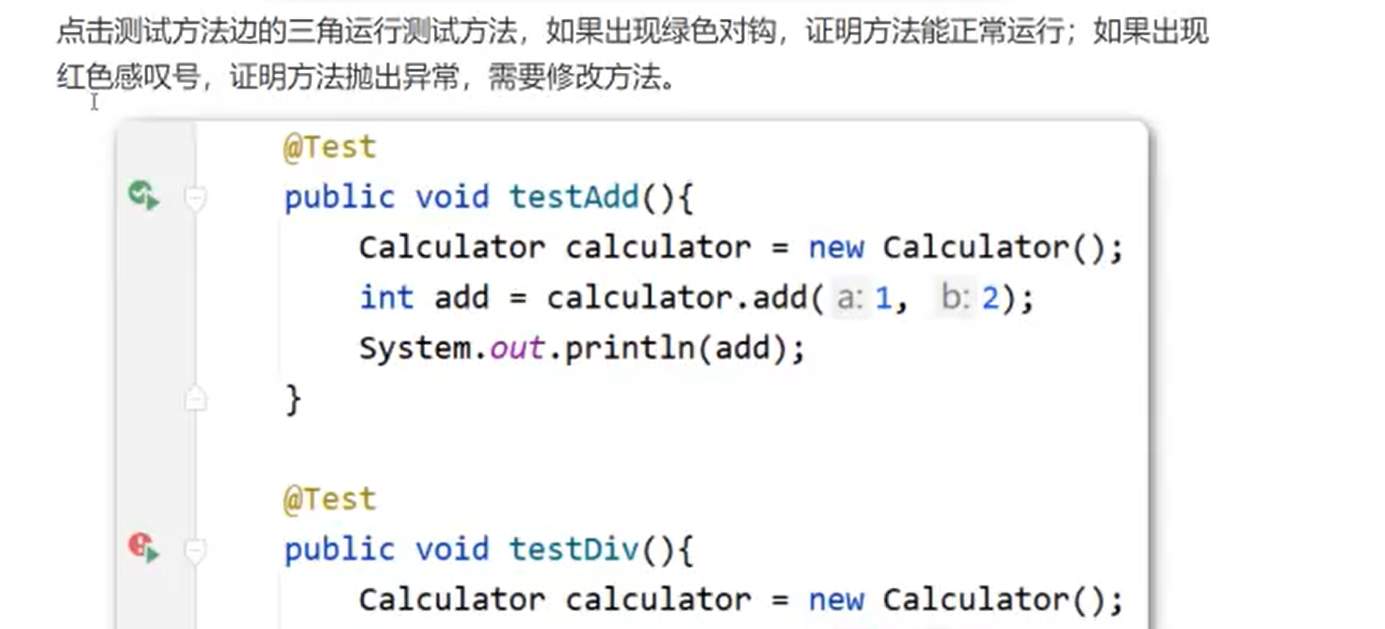 点击测试方法边的三角运行测试方法，如果出现绿色对钩，证明方法能正常运行；如果出现
红色感叹号，证明方法抛出异常，需要修改方法。
@Test
public void testAdd(){
Calculator calculator = new Calculator();
int add = calculator.add( a: 1, b: 2);
System.out.println(add);
}
@Test
public void testDiv(){
Calculator calculator = new Calculator();